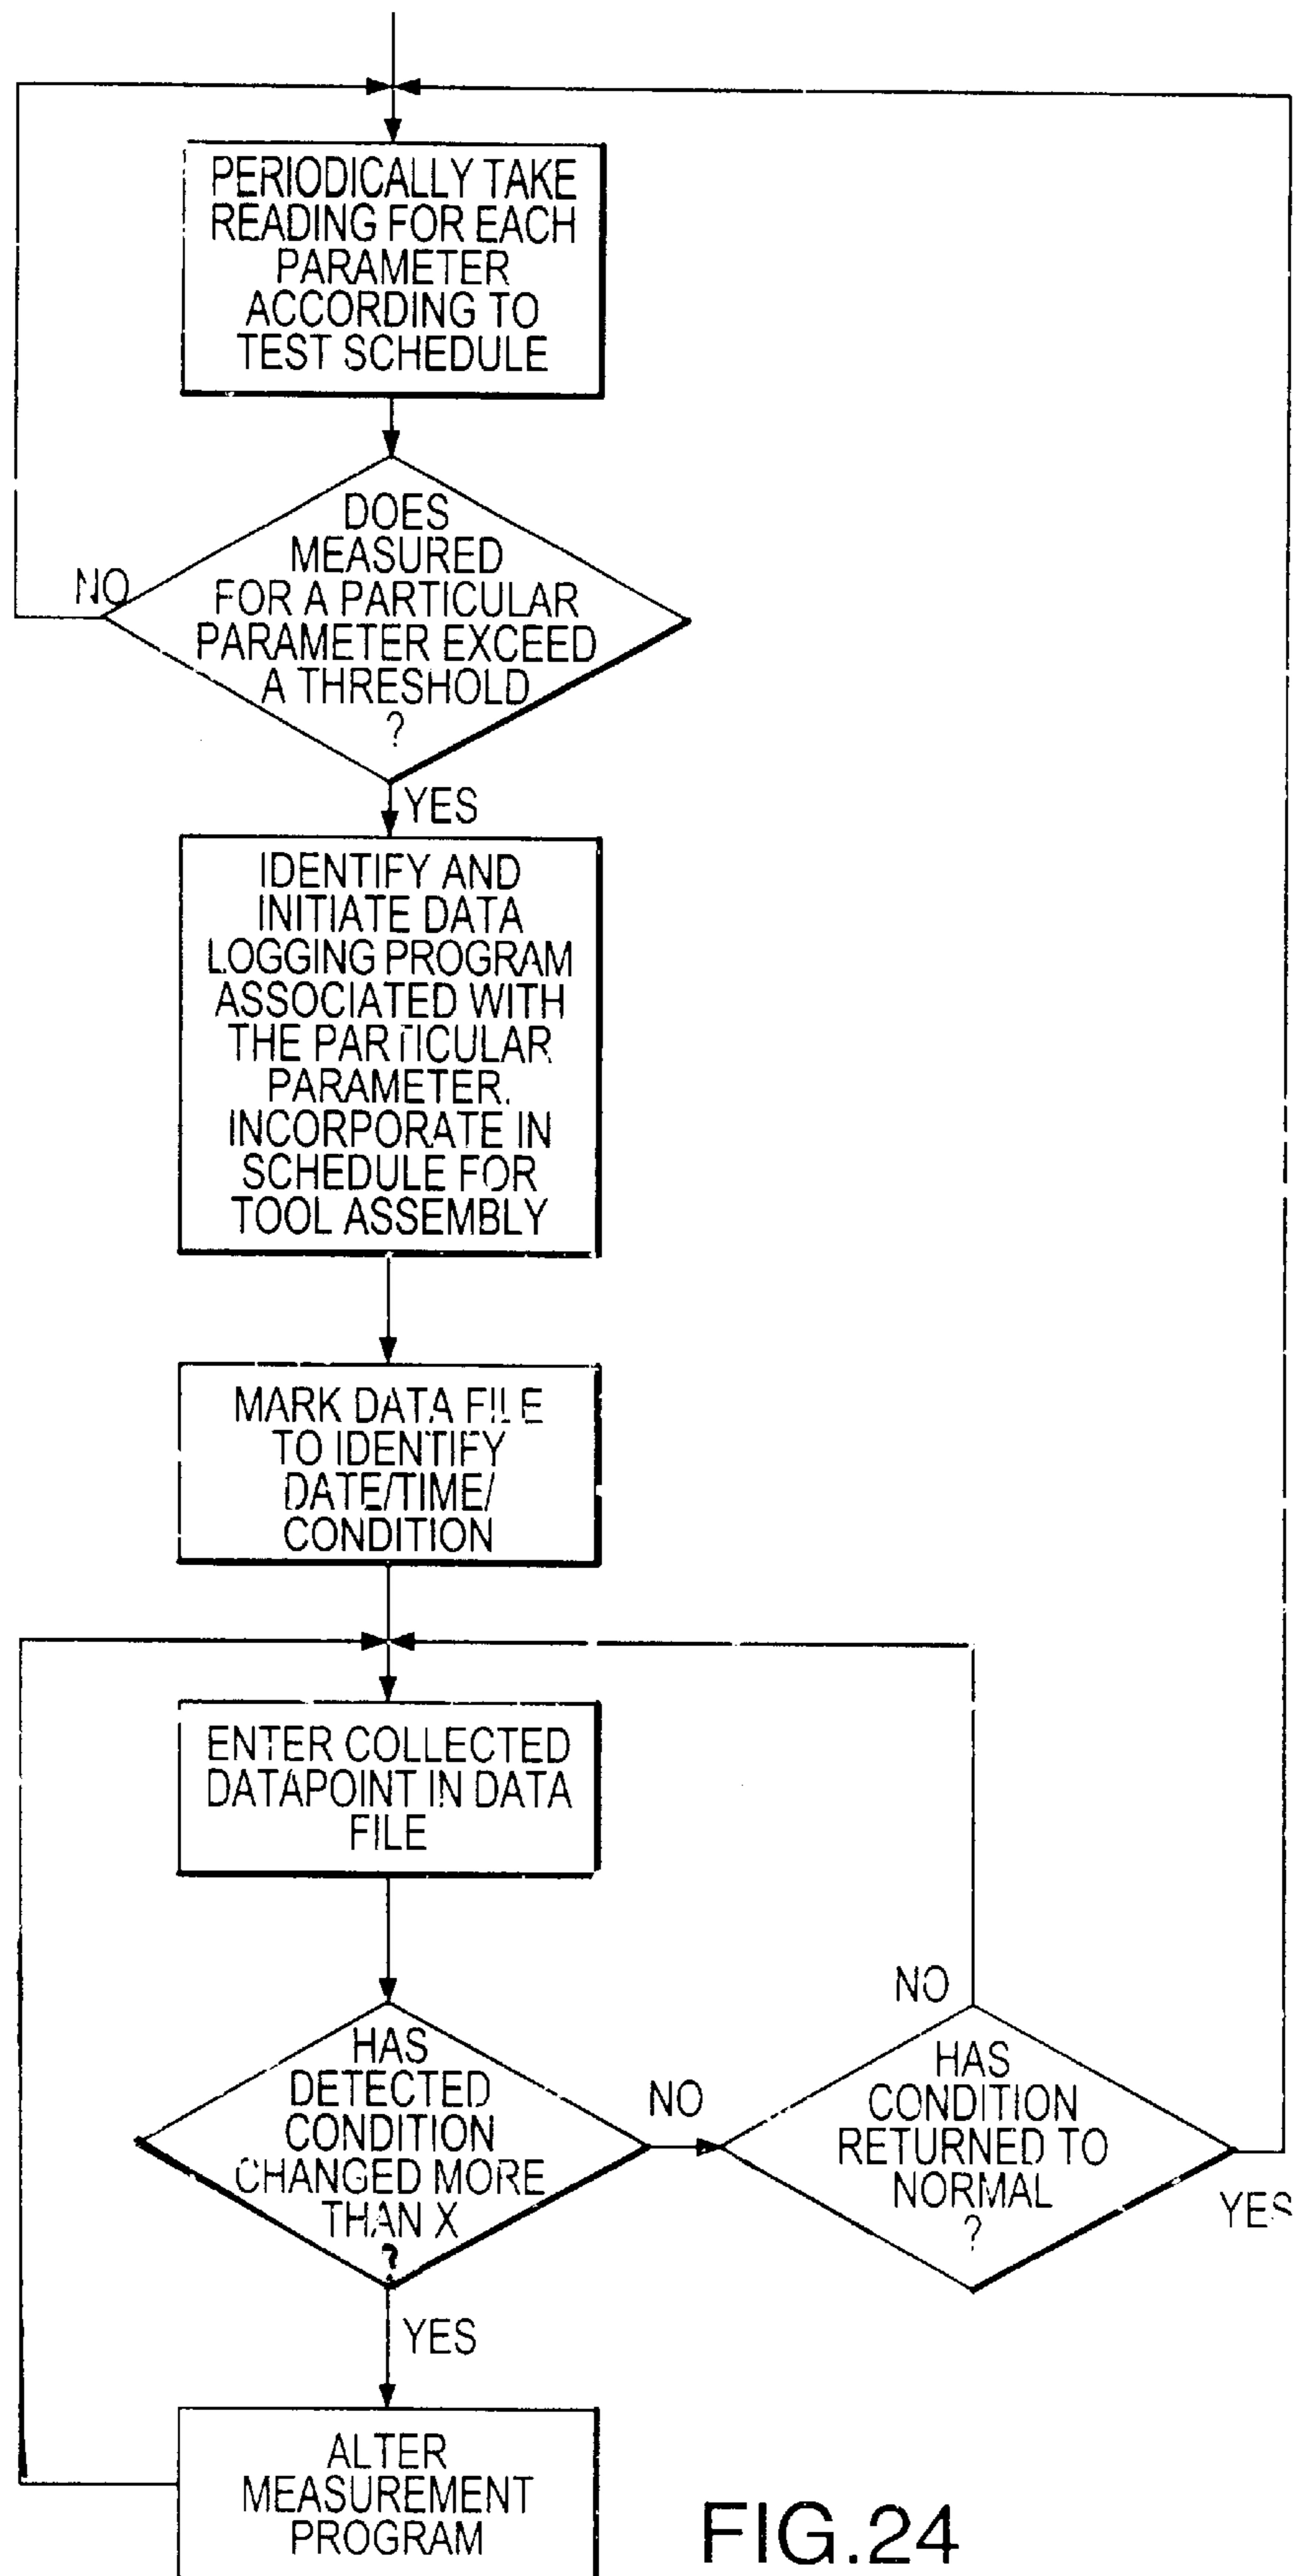 PERIODICALLY TAKE
READING FOR EACH
PARAMETER
ACCORDING TO
TEST SCHEDULE
DOES
MEASURED
FOR A PARTICULAR
PARAMETER EXCEED
A THRESHOLD
?
NO
YES
IDENTIFY AND
INITIATE DATA
LOGGING PROGRAM
ASSOCIATED WITH
THE PARTICULAR
PARAMETER.
INCORPORATE IN
SCHEDULE FOR
TOOL ASSEMBLY
MARK DATA FILE
TO IDENTIFY
DATE/TIME/
CONDITION
ENTER COLLECTED
DATAPOINT IN DATA
FILE
HAS
DETECTED
CONDITION
CHANGED MORE
THAN X
?
NO
NO
HAS
CONDITION
RETURNED TO
NORMAL
?
YES
YES
ALTER
MEASUREMENT
PROGRAM
FIG.24